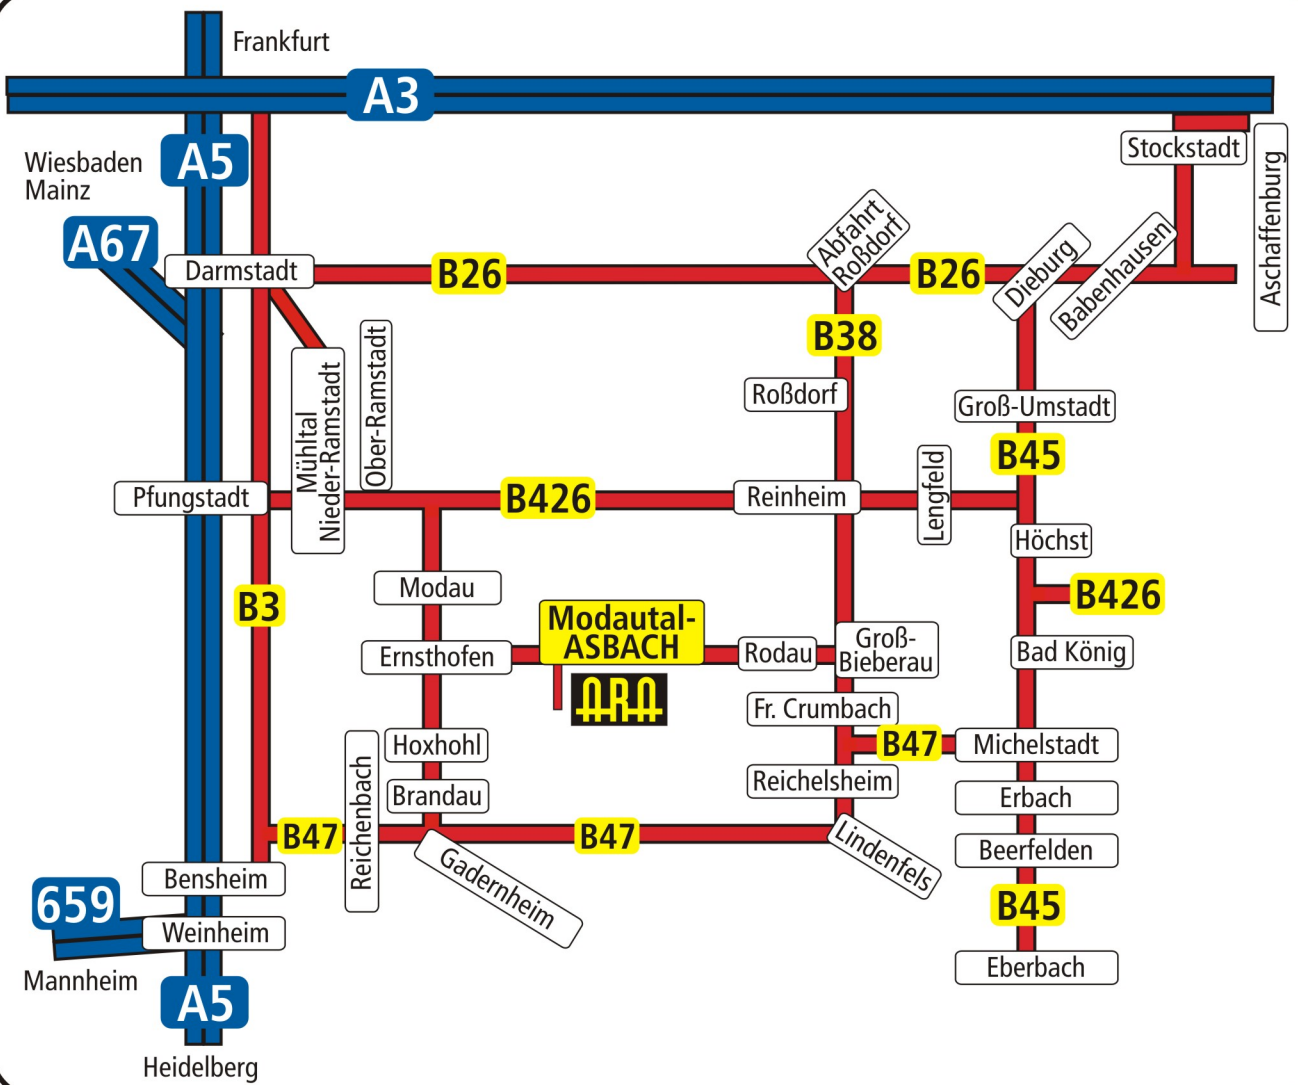 Frankfurt
A3
A5
Wiesbaden
Mainz
A67
Stockstadt
Aschaffenburg
Darmstadt
B26
Abfahrt
Roßdorf
B26
Dieburg
Babenhausen
B38
Mühltal
Nieder-Ramstadt
Ober-Ramstadt
Roßdorf
Groß-Umstadt
B45
Pfungstadt
B426
Reinheim
Lengfeld
Höchst
B3
Modau
Modautal-
ASBACH
B426
Ernsthofen
Rodau
Groß-
Bieberau
Bad König
ARA
Fr. Crumbach
Hoxhohl
B47
Michelstadt
Reichenbach
Brandau
Reichelsheim
Erbach
B47
B47
Lindenfels
Beerfelden
Gadernheim
Bensheim
659
Weinheim
B45
Mannheim
Eberbach
A5
Heidelberg